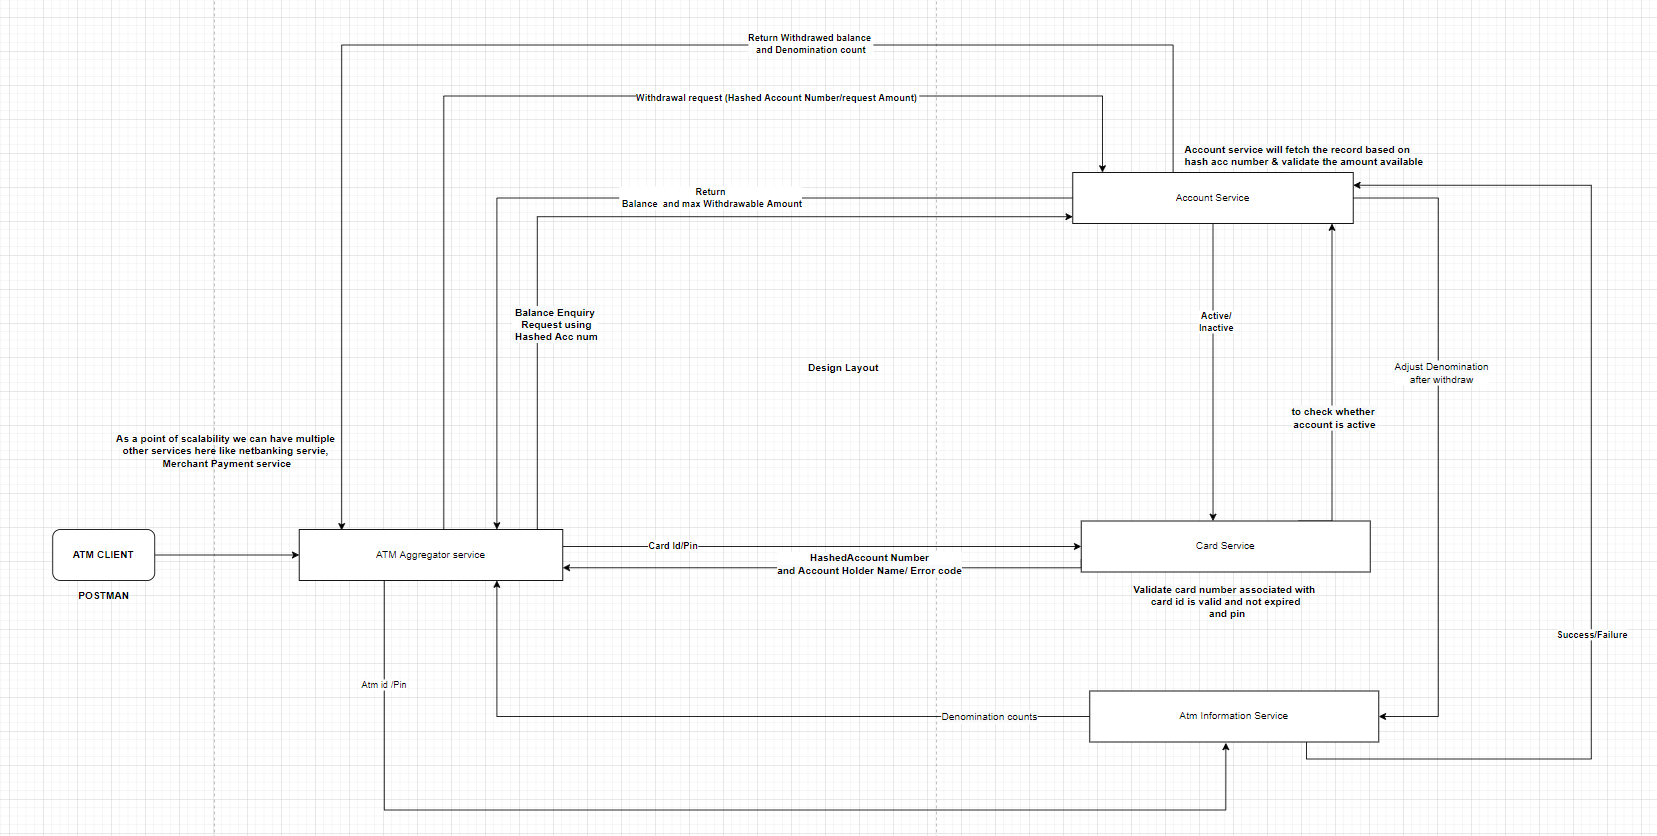 Return Withdrawed balance
and Denomination count
Withdrawal request (Hashed Account Number/request Amount)
Account service will fetch the record based on
hash acc number & validate the amount available
Return
Balance and max Withdrawable Amount
Account Service
Balance Enquiry
Request using
Hashed Acc num
Active/
Inactive
Design Layout
Adjust Denomination
after withdraw
to check whether
account is active
As a point of scalability we can have multiple
other services here like netbanking servie,
Merchant Payment service
ATM CLIENT
POSTMAN
ATM Aggregator service
Card Id/Pin
HashedAccount Number
and Account Holder Name/ Error code
Card Service
Validate card number associated with
card id is valid and not expired
and pin
Success/Failure
Atm id /Pin
Denomination counts
Atm Information Service